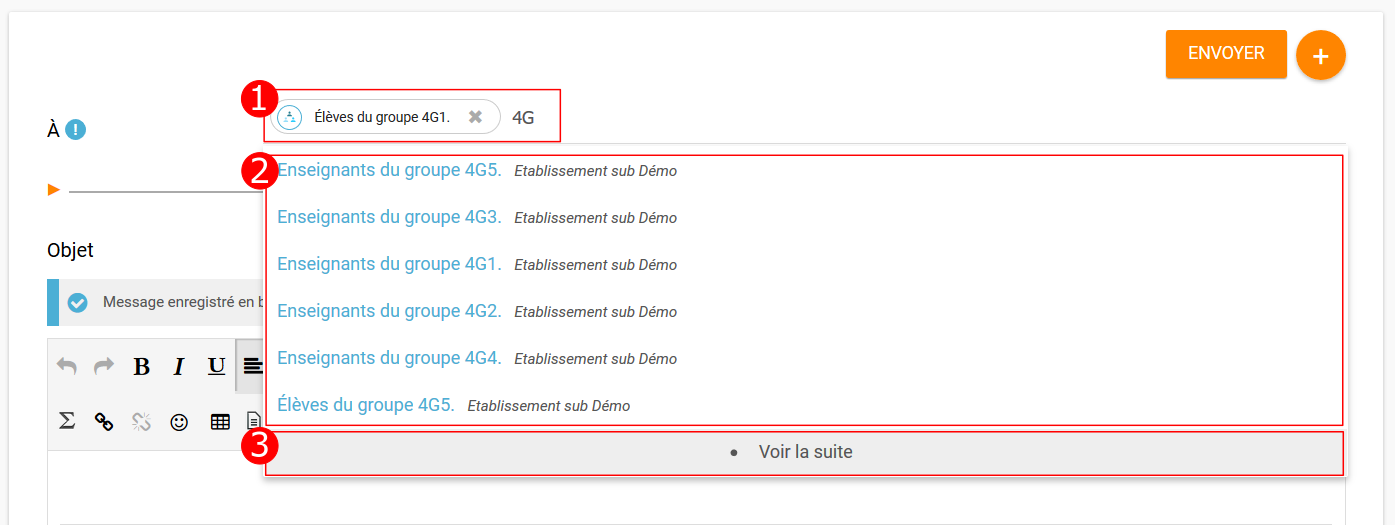 ENVOYER +
1
À ! Élèves du groupe 4G1. ✖ 4G
2
Enseignants du groupe 4G5. Etablissement sub Démo
Enseignants du groupe 4G3. Etablissement sub Démo
Objet
Enseignants du groupe 4G1. Etablissement sub Démo
Message enregistré en b
Enseignants du groupe 4G2. Etablissement sub Démo
Enseignants du groupe 4G4. Etablissement sub Démo
B I U
Élèves du groupe 4G5. Etablissement sub Démo
Σ
3
• Voir la suite